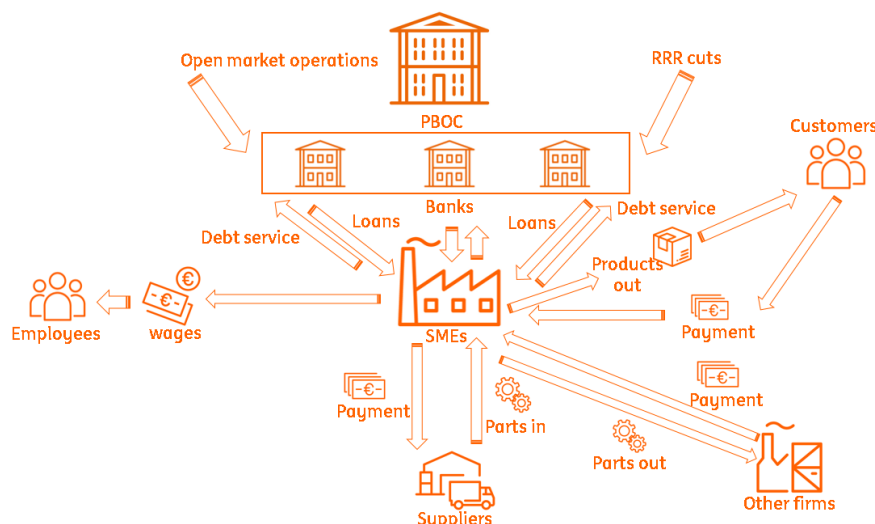 Open market operations
RRR cuts
PBOC
Customers
Banks
Loans
Loans
Debt service
Debt service
Products
out
Employees
wages
SMEs
Payment
Payment
Payment
Parts in
Parts out
Suppliers
Other firms
-€-
€
-€-
-€-
-€-